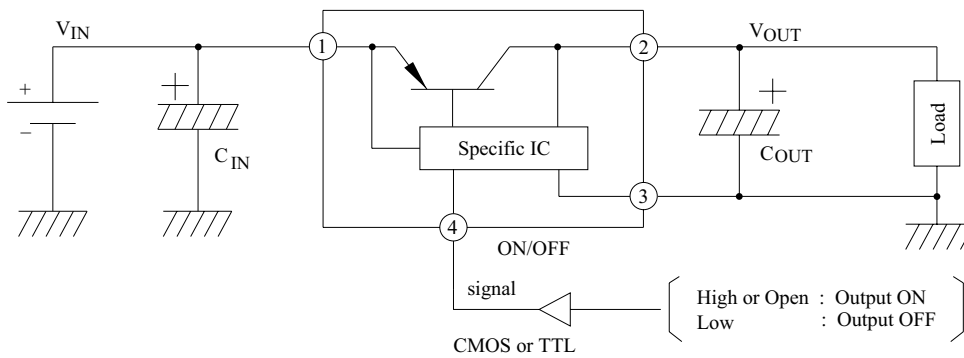 VIN
1
2
VOUT
+
−
+
CIN
Specific IC
+
COUT
Load
3
4
ON/OFF
signal
CMOS or TTL
High or Open : Output ON
Low : Output OFF